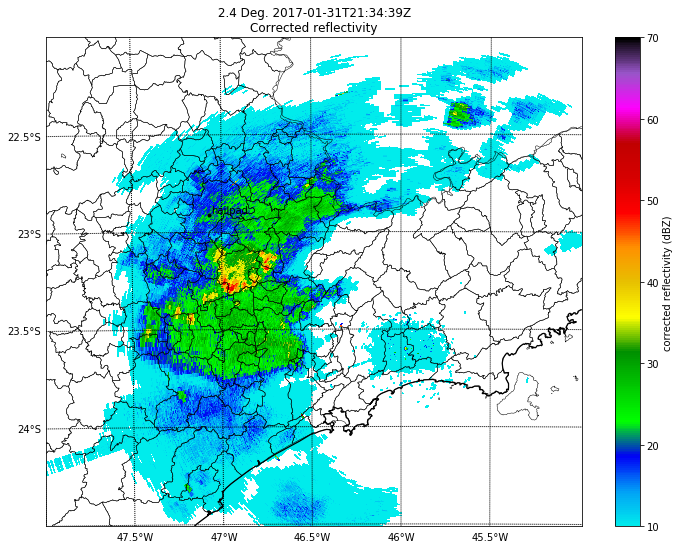 2.4 Deg. 2017-01-31T21:34:39Z
Corrected reflectivity
70
60
50
40
30
20
10
corrected reflectivity (dBZ)
22.5°S
23°S
23.5°S
24°S
47.5°W
47°W
46.5°W
46°W
45.5°W